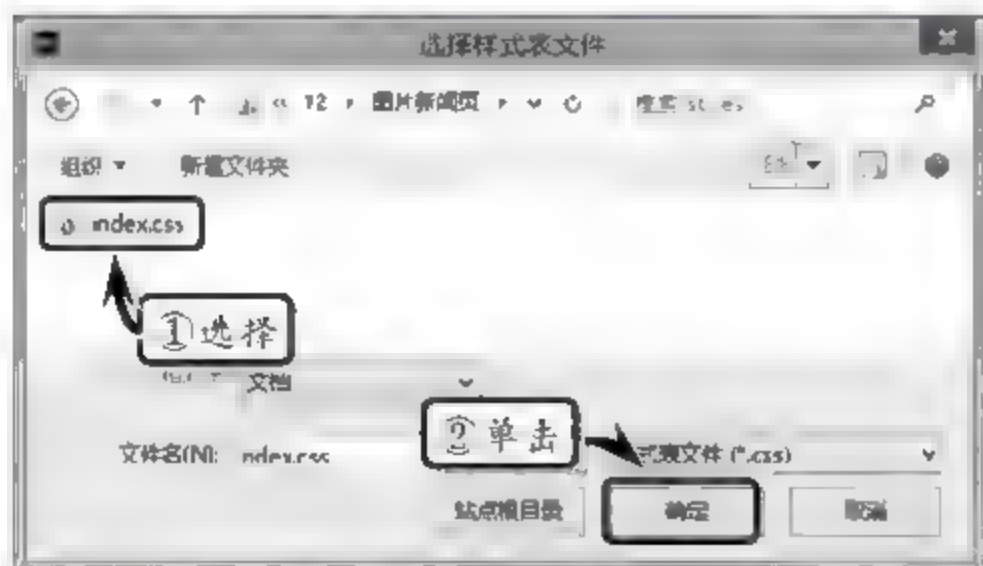 选择样式表文件
« 12 ▸ 图片新闻页 ▸
组织 新建文件夹
index.css
①选择
文档
②单击
文件名(N): index.css 式表文件 (*.css)
站点根目录 确定 取消